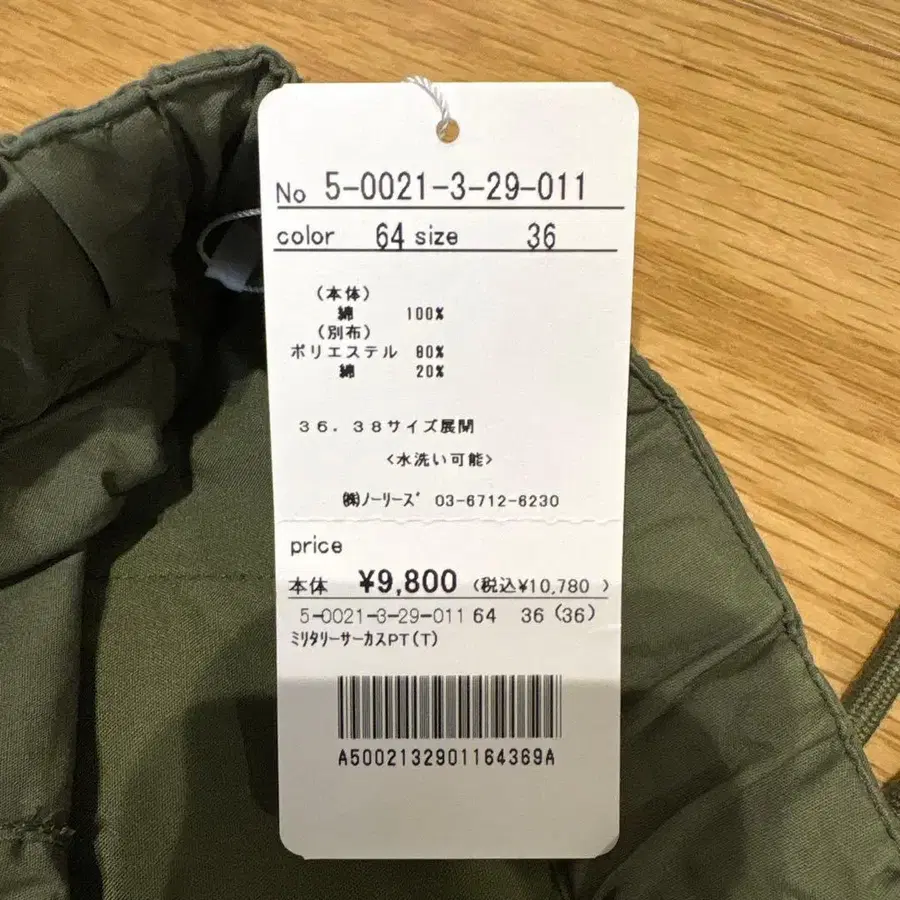 No 5-0021-3-29-011
color 64 size 36
(本体)
綿 100%
(別布)
ポリエステル 80%
綿 20%
36.38サイズ展開
<水洗い可能>
㈱ノーリーズ 03-6712-6230
price
本体 ¥9,800 (税込¥10,780 )
5-0021-3-29-011 64 36 (36)
ミリタリーサーカスPT(T)
A5002132901164369A